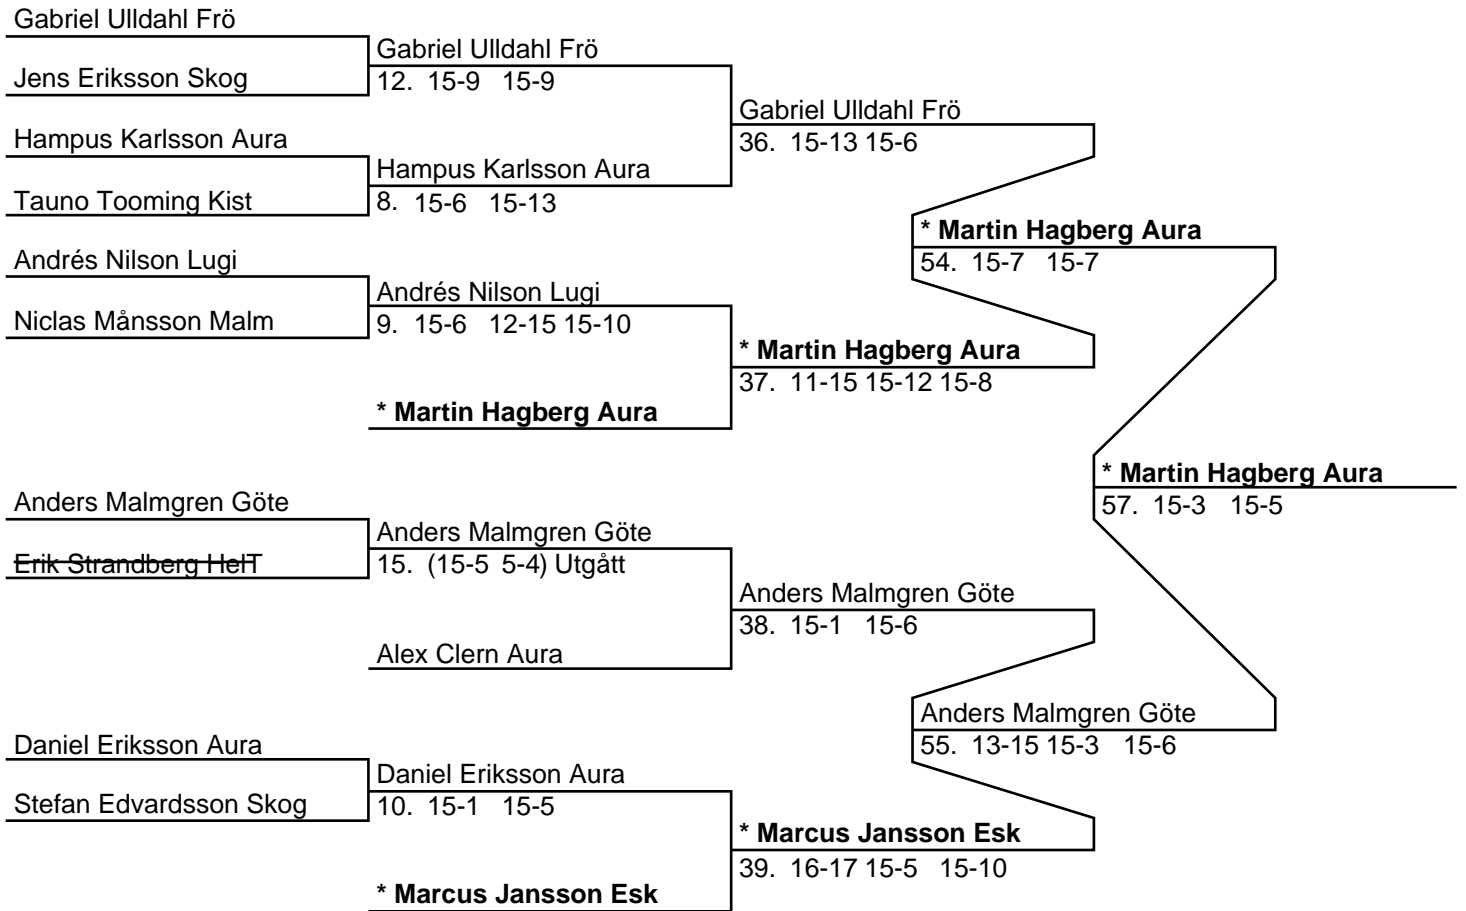 Gabriel Ulldahl Frö
Gabriel Ulldahl Frö
Jens Eriksson Skog
12. 15-9 15-9
Gabriel Ulldahl Frö
36. 15-13 15-6
Hampus Karlsson Aura
Hampus Karlsson Aura
Tauno Tooming Kist
8. 15-6 15-13
* Martin Hagberg Aura
54. 15-7 15-7
Andrés Nilson Lugi
Andrés Nilson Lugi
Niclas Månsson Malm
9. 15-6 12-15 15-10
* Martin Hagberg Aura
37. 11-15 15-12 15-8
* Martin Hagberg Aura
* Martin Hagberg Aura
57. 15-3 15-5
Anders Malmgren Göte
Anders Malmgren Göte
Erik Strandberg HelT
15. (15-5 5-4) Utgått
Anders Malmgren Göte
38. 15-1 15-6
Alex Clern Aura
Anders Malmgren Göte
55. 13-15 15-3 15-6
Daniel Eriksson Aura
Daniel Eriksson Aura
Stefan Edvardsson Skog
10. 15-1 15-5
* Marcus Jansson Esk
39. 16-17 15-5 15-10
* Marcus Jansson Esk